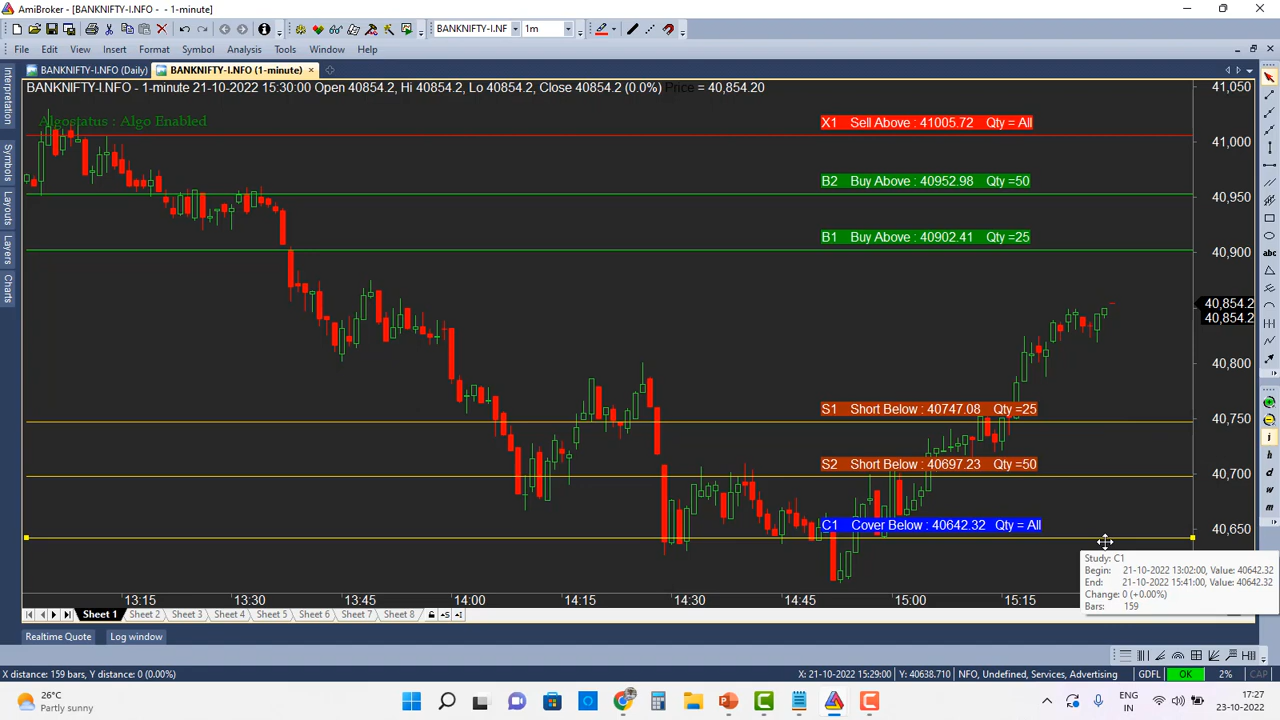 AmiBroker - [BANKNIFTY-I.NFO - - 1-minute]
BANKNIFTY-I.NF 1m
File Edit View Insert Format Symbol Analysis Tools Window Help
BANKNIFTY-I.NFO (Daily) BANKNIFTY-I.NFO (1-minute)
BANKNIFTY-I.NFO - 1-minute 21-10-2022 15:30:00 Open 40854.2, Hi 40854.2, Lo 40854.2, Close 40854.2 (0.0%) Price = 40,854.20
Algostatus : Algo Enabled
Interpretation
Symbols
Layouts
Layers
Charts
X1 Sell Above : 41005.72 Qty = All
B2 Buy Above : 40952.98 Qty =50
B1 Buy Above : 40902.41 Qty =25
S1 Short Below : 40747.08 Qty =25
S2 Short Below : 40697.23 Qty =50
C1 Cover Below : 40642.32 Qty = All
41,050
41,000
40,950
40,900
40,854.2
40,854.2
40,800
40,750
40,700
40,650
abc
i
h
d
w
m
Study: C1
Begin: 21-10-2022 13:02:00, Value: 40642.32
End: 21-10-2022 15:41:00, Value: 40642.32
Change: 0 (+0.00%)
Bars: 159
13:15 13:30 13:45 14:00 14:15 14:30 14:45 15:00 15:15
Sheet 1 Sheet 2 Sheet 3 Sheet 4 Sheet 5 Sheet 6 Sheet 7 Sheet 8
Realtime Quote Log window
X distance: 159 bars, Y distance: 0 (0.00%) X: 21-10-2022 15:29:00 Y: 40638.710 NFO, Undefined, Services, Advertising GDFL OK 2% CAP
26°C
Partly sunny
ENG
IN
17:27
23-10-2022